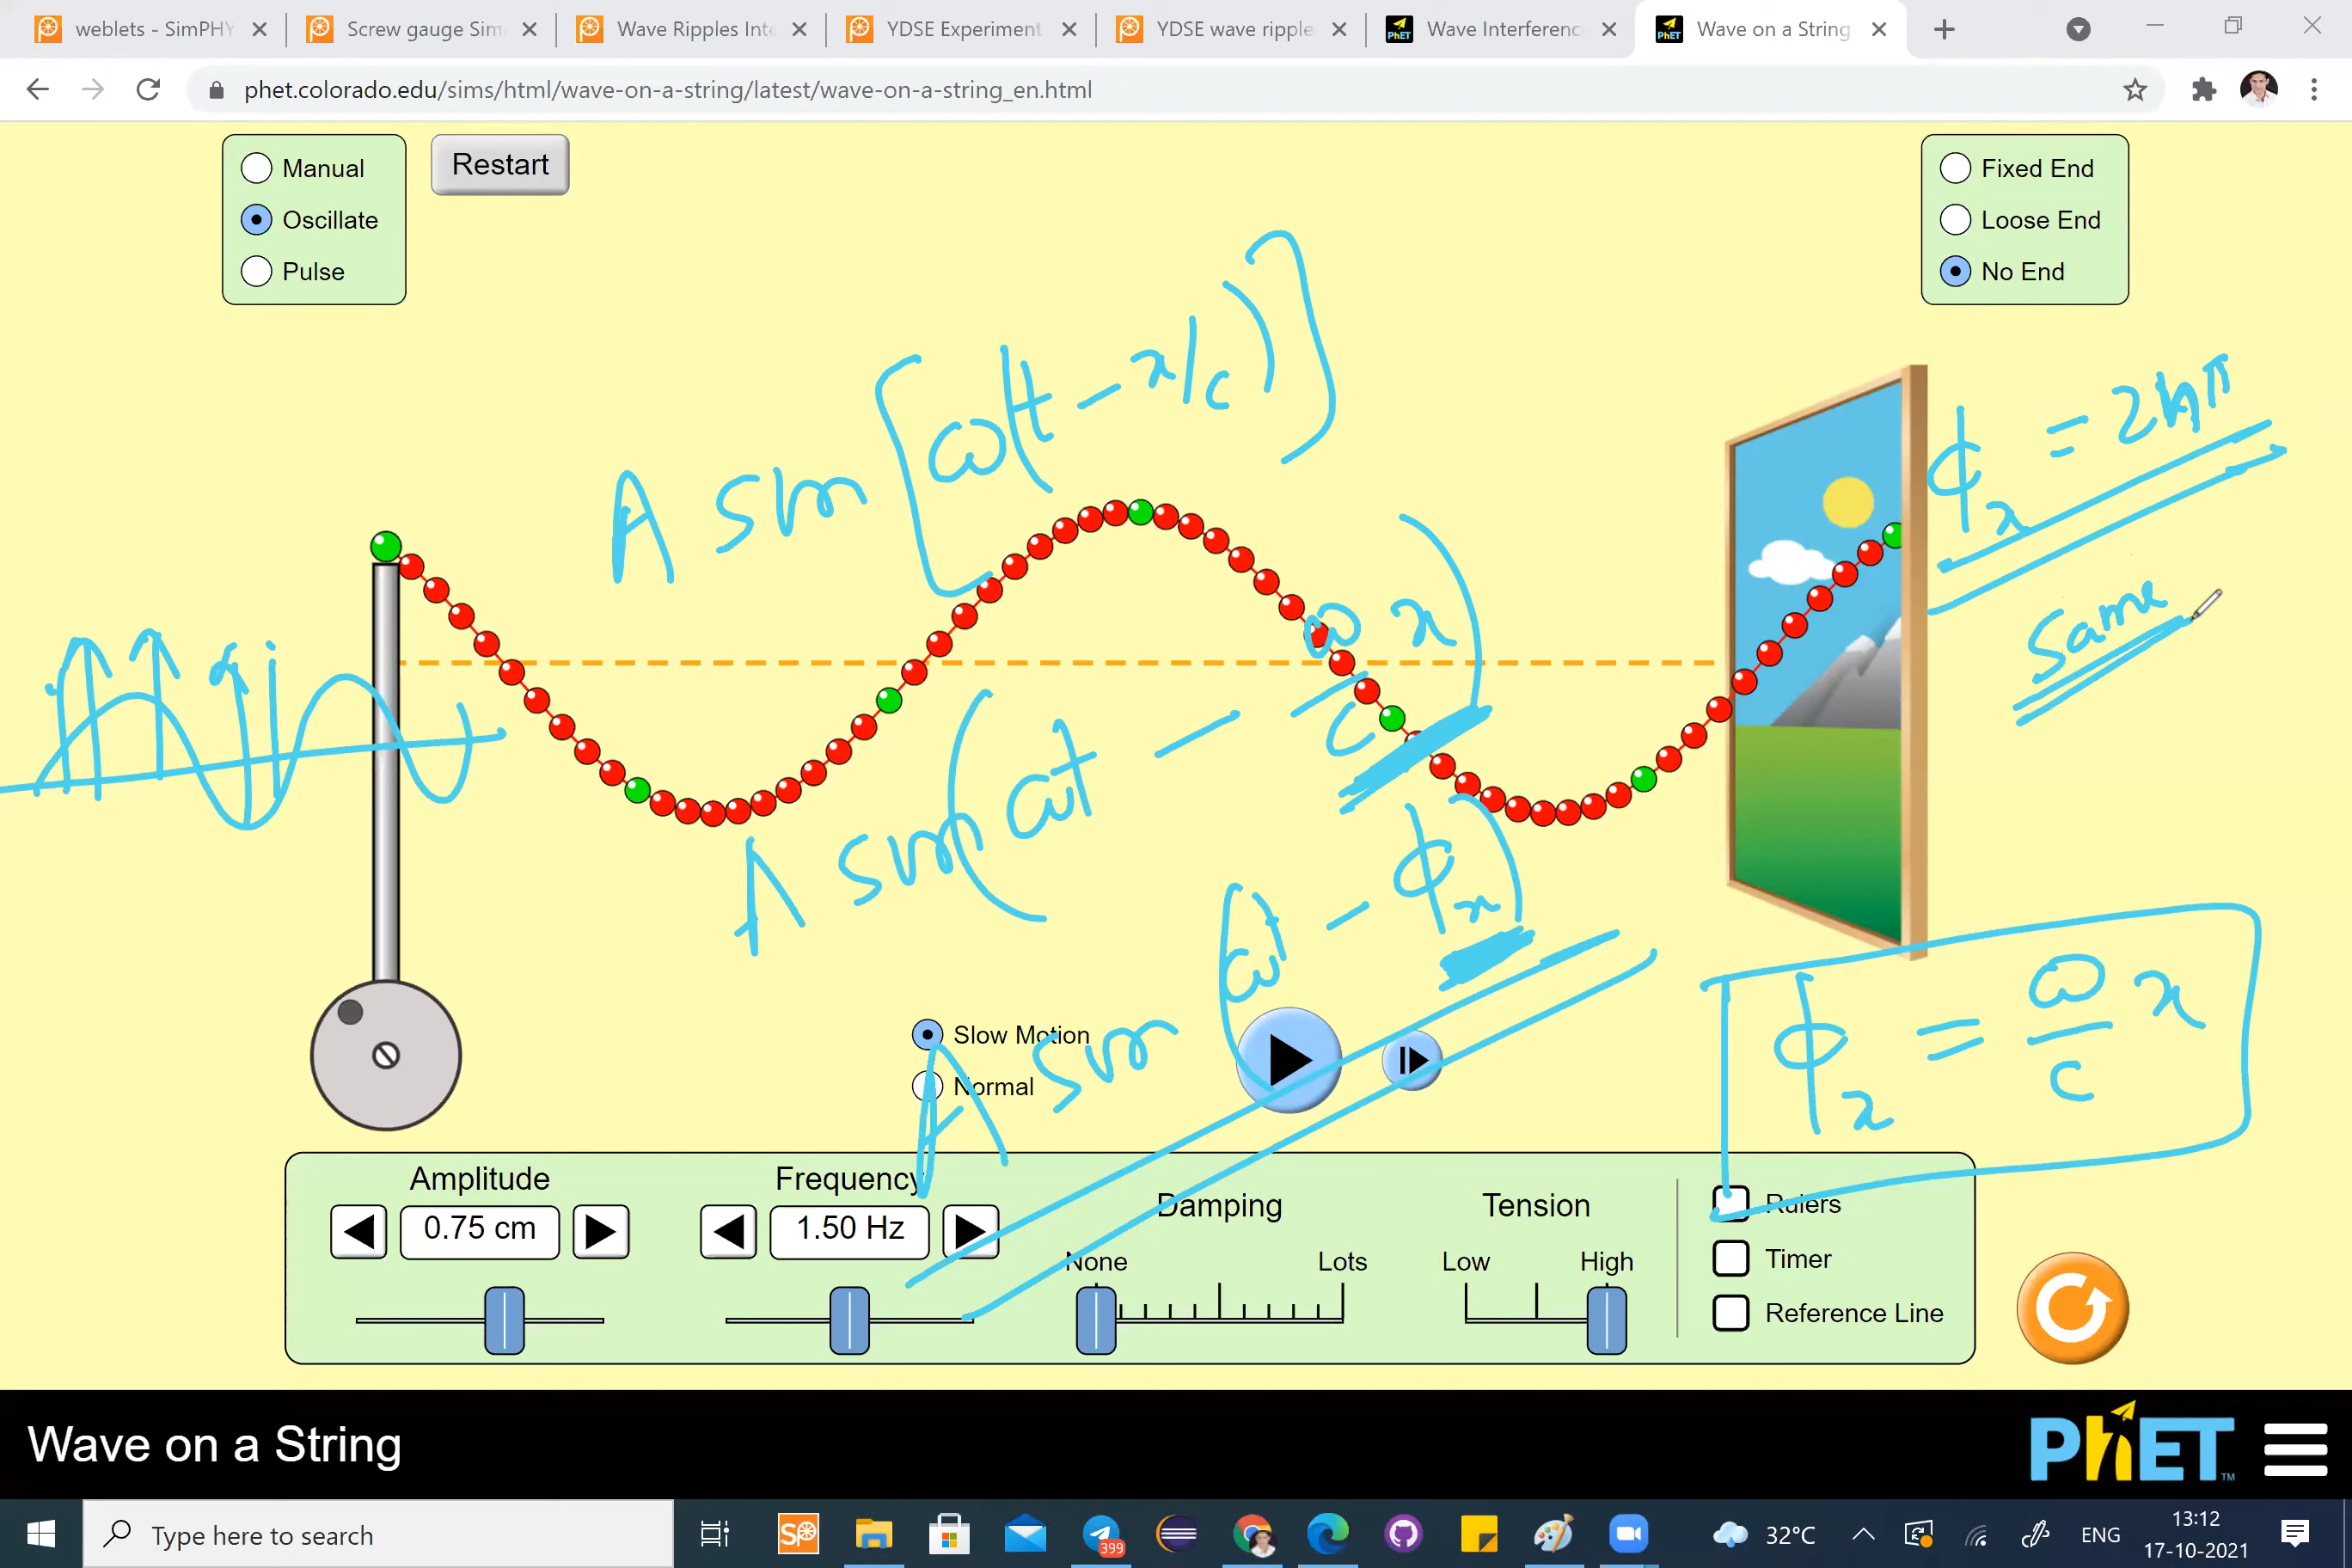 weblets - SimPHY
Screw gauge Sim
Wave Ripples Inte
YDSE Experiment
YDSE wave ripple
Wave Interferenc
Wave on a String
phet.colorado.edu/sims/html/wave-on-a-string/latest/wave-on-a-string_en.html
Manual
Oscillate
Pulse
Restart
Fixed End
Loose End
No End
A sin [ω(t - x/c)]
ϕx = 2nπ
Same
A sin (ωt - ω/c x)
A sin (ωt - ϕx)
ϕx = ω/c x
Slow Motion
Normal
Amplitude
0.75 cm
Frequency
1.50 Hz
Damping
None
Lots
Tension
Low
High
Rulers
Timer
Reference Line
Wave on a String
PhET™
Type here to search
399
32°C
ENG
13:12
17-10-2021